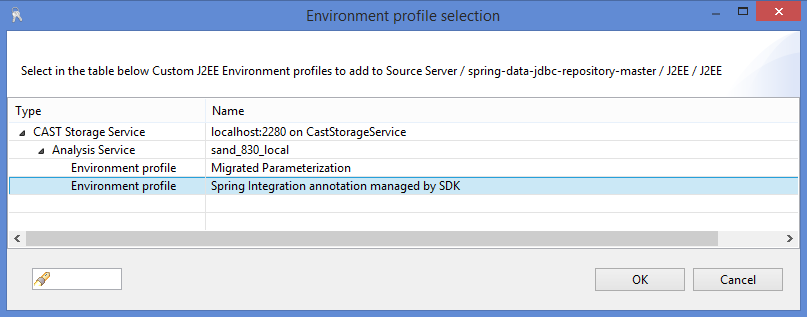 Environment profile selection
Select in the table below Custom J2EE Environment profiles to add to Source Server / spring-data-jdbc-repository-master / J2EE / J2EE
Type Name
CAST Storage Service localhost:2280 on CastStorageService
Analysis Service sand_830_local
Environment profile Migrated Parameterization
Environment profile Spring Integration annotation managed by SDK
OK Cancel